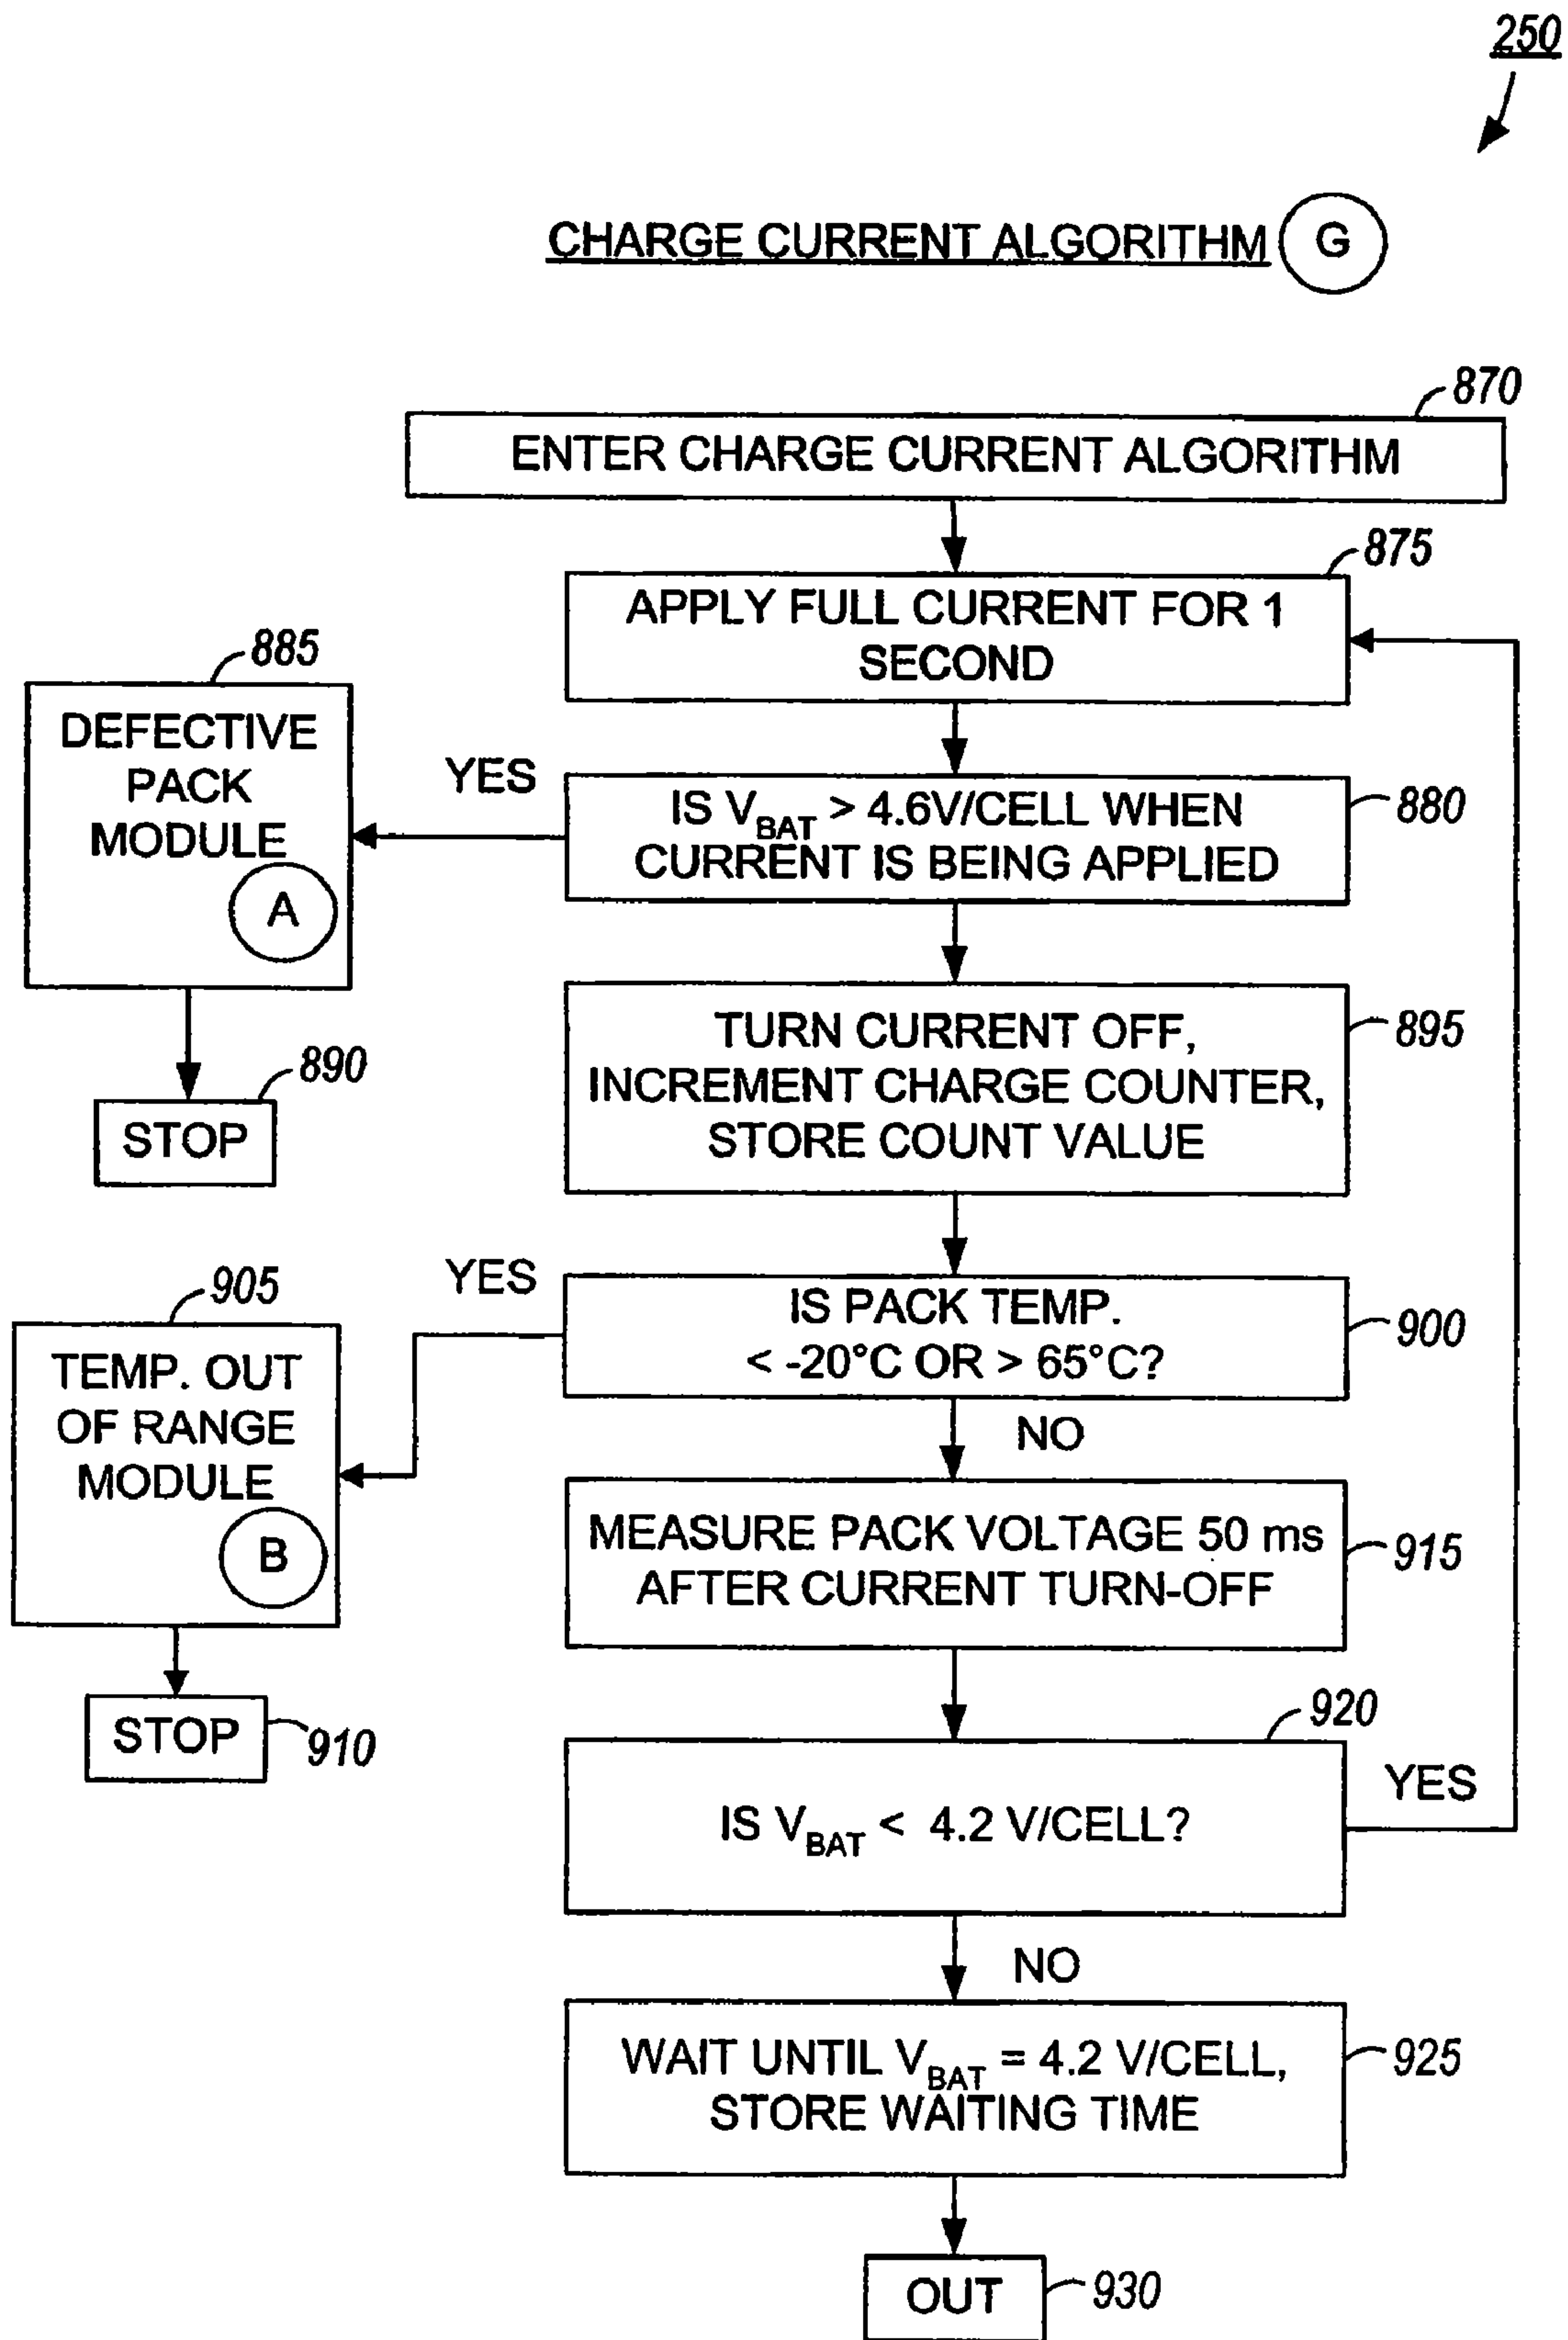 250
CHARGE CURRENT ALGORITHM G
870
ENTER CHARGE CURRENT ALGORITHM
875
APPLY FULL CURRENT FOR 1
SECOND
885
DEFECTIVE
PACK
MODULE
A
YES
880
IS VBAT > 4.6V/CELL WHEN
CURRENT IS BEING APPLIED
890
STOP
895
TURN CURRENT OFF,
INCREMENT CHARGE COUNTER,
STORE COUNT VALUE
905
TEMP. OUT
OF RANGE
MODULE
B
YES
900
IS PACK TEMP.
< -20°C OR > 65°C?
NO
915
MEASURE PACK VOLTAGE 50 ms
AFTER CURRENT TURN-OFF
STOP
910
920
IS VBAT < 4.2 V/CELL?
YES
NO
925
WAIT UNTIL VBAT = 4.2 V/CELL,
STORE WAITING TIME
OUT
930